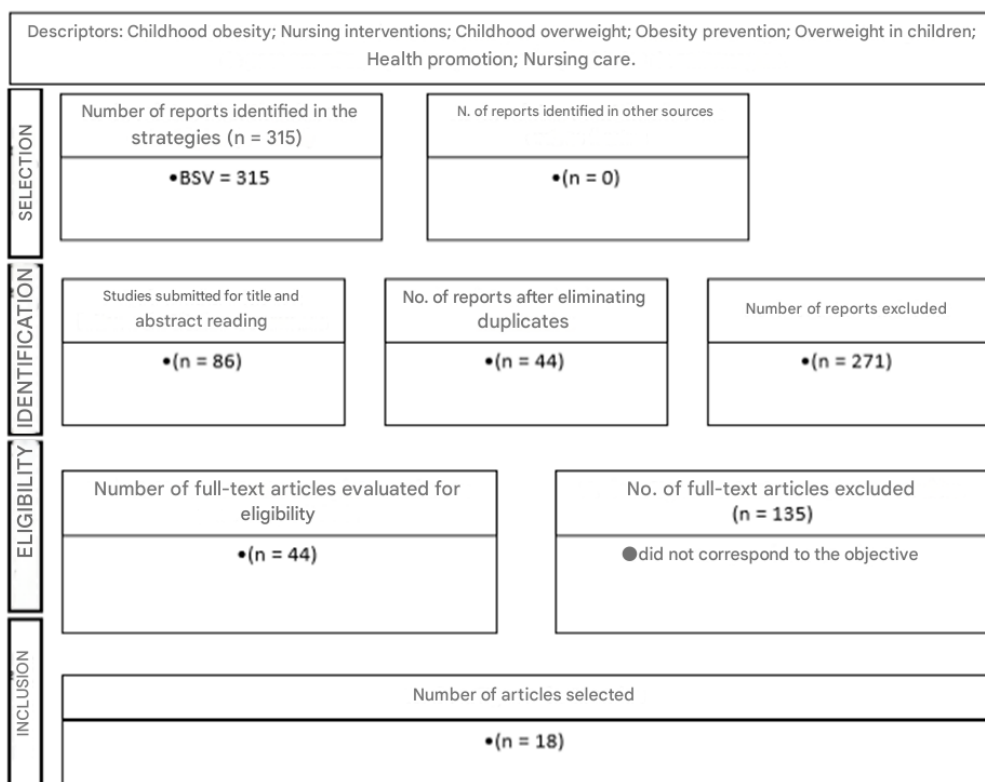 Descriptors: Childhood obesity; Nursing interventions; Childhood overweight; Obesity prevention; Overweight in children;
Health promotion; Nursing care.
SELECTION
Number of reports identified in the
strategies (n = 315)
•BSV = 315
N. of reports identified in other sources
•(n = 0)
IDENTIFICATION
Studies submitted for title and
abstract reading
•(n = 86)
No. of reports after eliminating
duplicates
•(n = 44)
Number of reports excluded
•(n = 271)
ELIGIBILITY
Number of full-text articles evaluated for
eligibility
•(n = 44)
No. of full-text articles excluded
(n = 135)
●did not correspond to the objective
INCLUSION
Number of articles selected
•(n = 18)